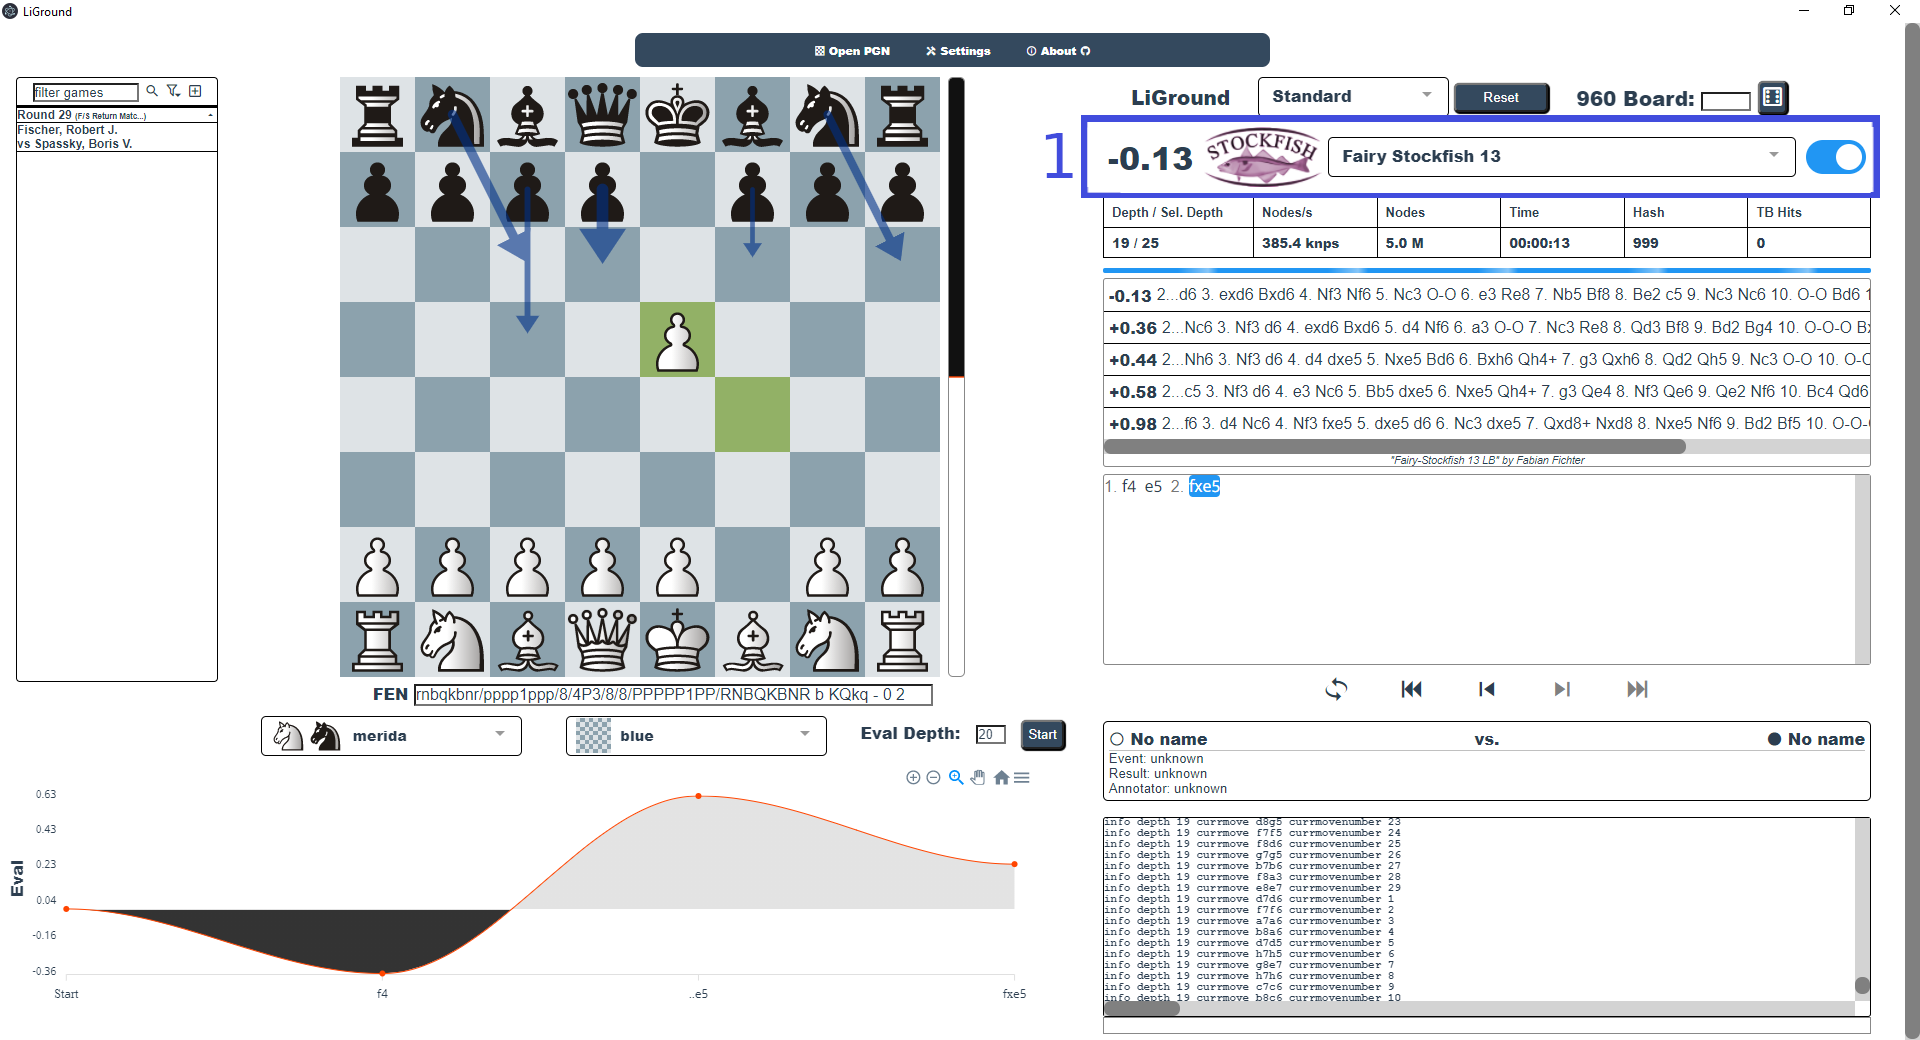 LiGround
Open PGN Settings About
filter games
Round 29 (F/S Return Matc...)
Fischer, Robert J.
vs Spassky, Boris V.
FEN rnbqkbnr/pppp1ppp/8/4P3/8/8/PPPPP1PP/RNBQKBNR b KQkq - 0 2
merida
blue
Eval Depth: 20 Start
0.63
0.43
0.23
0.04
-0.16
-0.36
Eval
Start f4 ..e5 fxe5
LiGround Standard Reset 960 Board:
1
-0.13 STOCKFISH Fairy Stockfish 13
Depth / Sel. Depth Nodes/s Nodes Time Hash TB Hits
19 / 25 385.4 knps 5.0 M 00:00:13 999 0
-0.13 2...d6 3. exd6 Bxd6 4. Nf3 Nf6 5. Nc3 O-O 6. e3 Re8 7. Nb5 Bf8 8. Be2 c5 9. Nc3 Nc6 10. O-O Bd6 1
+0.36 2...Nc6 3. Nf3 d6 4. exd6 Bxd6 5. d4 Nf6 6. a3 O-O 7. Nc3 Re8 8. Qd3 Bf8 9. Bd2 Bg4 10. O-O-O Bx
+0.44 2...Nh6 3. Nf3 d6 4. d4 dxe5 5. Nxe5 Bd6 6. Bxh6 Qh4+ 7. g3 Qxh6 8. Qd2 Qh5 9. Nc3 O-O 10. O-O
+0.58 2...c5 3. Nf3 d6 4. e3 Nc6 5. Bb5 dxe5 6. Nxe5 Qh4+ 7. g3 Qe4 8. Nf3 Qe6 9. Qe2 Nf6 10. Bc4 Qd6
+0.98 2...f6 3. d4 Nc6 4. Nf3 fxe5 5. dxe5 d6 6. Nc3 dxe5 7. Qxd8+ Nxd8 8. Nxe5 Nf6 9. Bd2 Bf5 10. O-O-
"Fairy-Stockfish 13 LB" by Fabian Fichter
1. f4 e5 2. fxe5
No name vs. No name
Event: unknown
Result: unknown
Annotator: unknown
info depth 19 currmove d8g5 currmovenumber 23
info depth 19 currmove f7f5 currmovenumber 24
info depth 19 currmove f8d6 currmovenumber 25
info depth 19 currmove g7g5 currmovenumber 26
info depth 19 currmove b7b6 currmovenumber 27
info depth 19 currmove f8a3 currmovenumber 28
info depth 19 currmove e8e7 currmovenumber 29
info depth 19 currmove d7d6 currmovenumber 1
info depth 19 currmove f7f6 currmovenumber 2
info depth 19 currmove a7a6 currmovenumber 3
info depth 19 currmove b8a6 currmovenumber 4
info depth 19 currmove d7d5 currmovenumber 5
info depth 19 currmove h7h5 currmovenumber 6
info depth 19 currmove g8e7 currmovenumber 7
info depth 19 currmove h7h6 currmovenumber 8
info depth 19 currmove c7c6 currmovenumber 9
info depth 19 currmove b8c6 currmovenumber 10